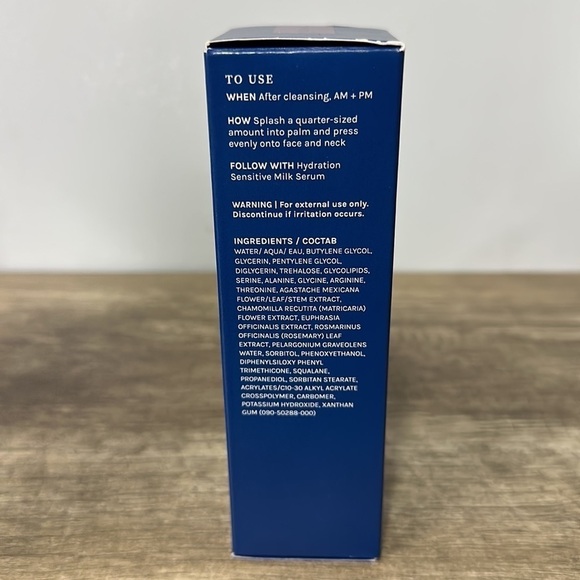 TO USE
WHEN After cleansing, AM + PM
HOW Splash a quarter-sized
amount into palm and press
evenly onto face and neck
FOLLOW WITH Hydration
Sensitive Milk Serum
WARNING | For external use only.
Discontinue if irritation occurs.
INGREDIENTS / COCTAB
WATER/ AQUA/ EAU, BUTYLENE GLYCOL,
GLYCERIN, PENTYLENE GLYCOL,
DIGLYCERIN, TREHALOSE, GLYCOLIPIDS,
SERINE, ALANINE, GLYCINE, ARGININE,
THREONINE, AGASTACHE MEXICANA
FLOWER/LEAF/STEM EXTRACT,
CHAMOMILLA RECUTITA (MATRICARIA)
FLOWER EXTRACT, EUPHRASIA
OFFICINALIS EXTRACT, ROSMARINUS
OFFICINALIS (ROSEMARY) LEAF
EXTRACT, PELARGONIUM GRAVEOLENS
WATER, SORBITOL, PHENOXYETHANOL,
DIPHENYLSILOXY PHENYL
TRIMETHICONE, SQUALANE,
PROPANEDIOL, SORBITAN STEARATE,
ACRYLATES/C10-30 ALKYL ACRYLATE
CROSSPOLYMER, CARBOMER,
POTASSIUM HYDROXIDE, XANTHAN
GUM (090-50288-000)